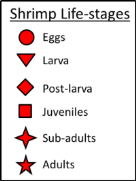 Shrimp Life-stages
Eggs
Larva
Post-larva
Juveniles
Sub-adults
Adults